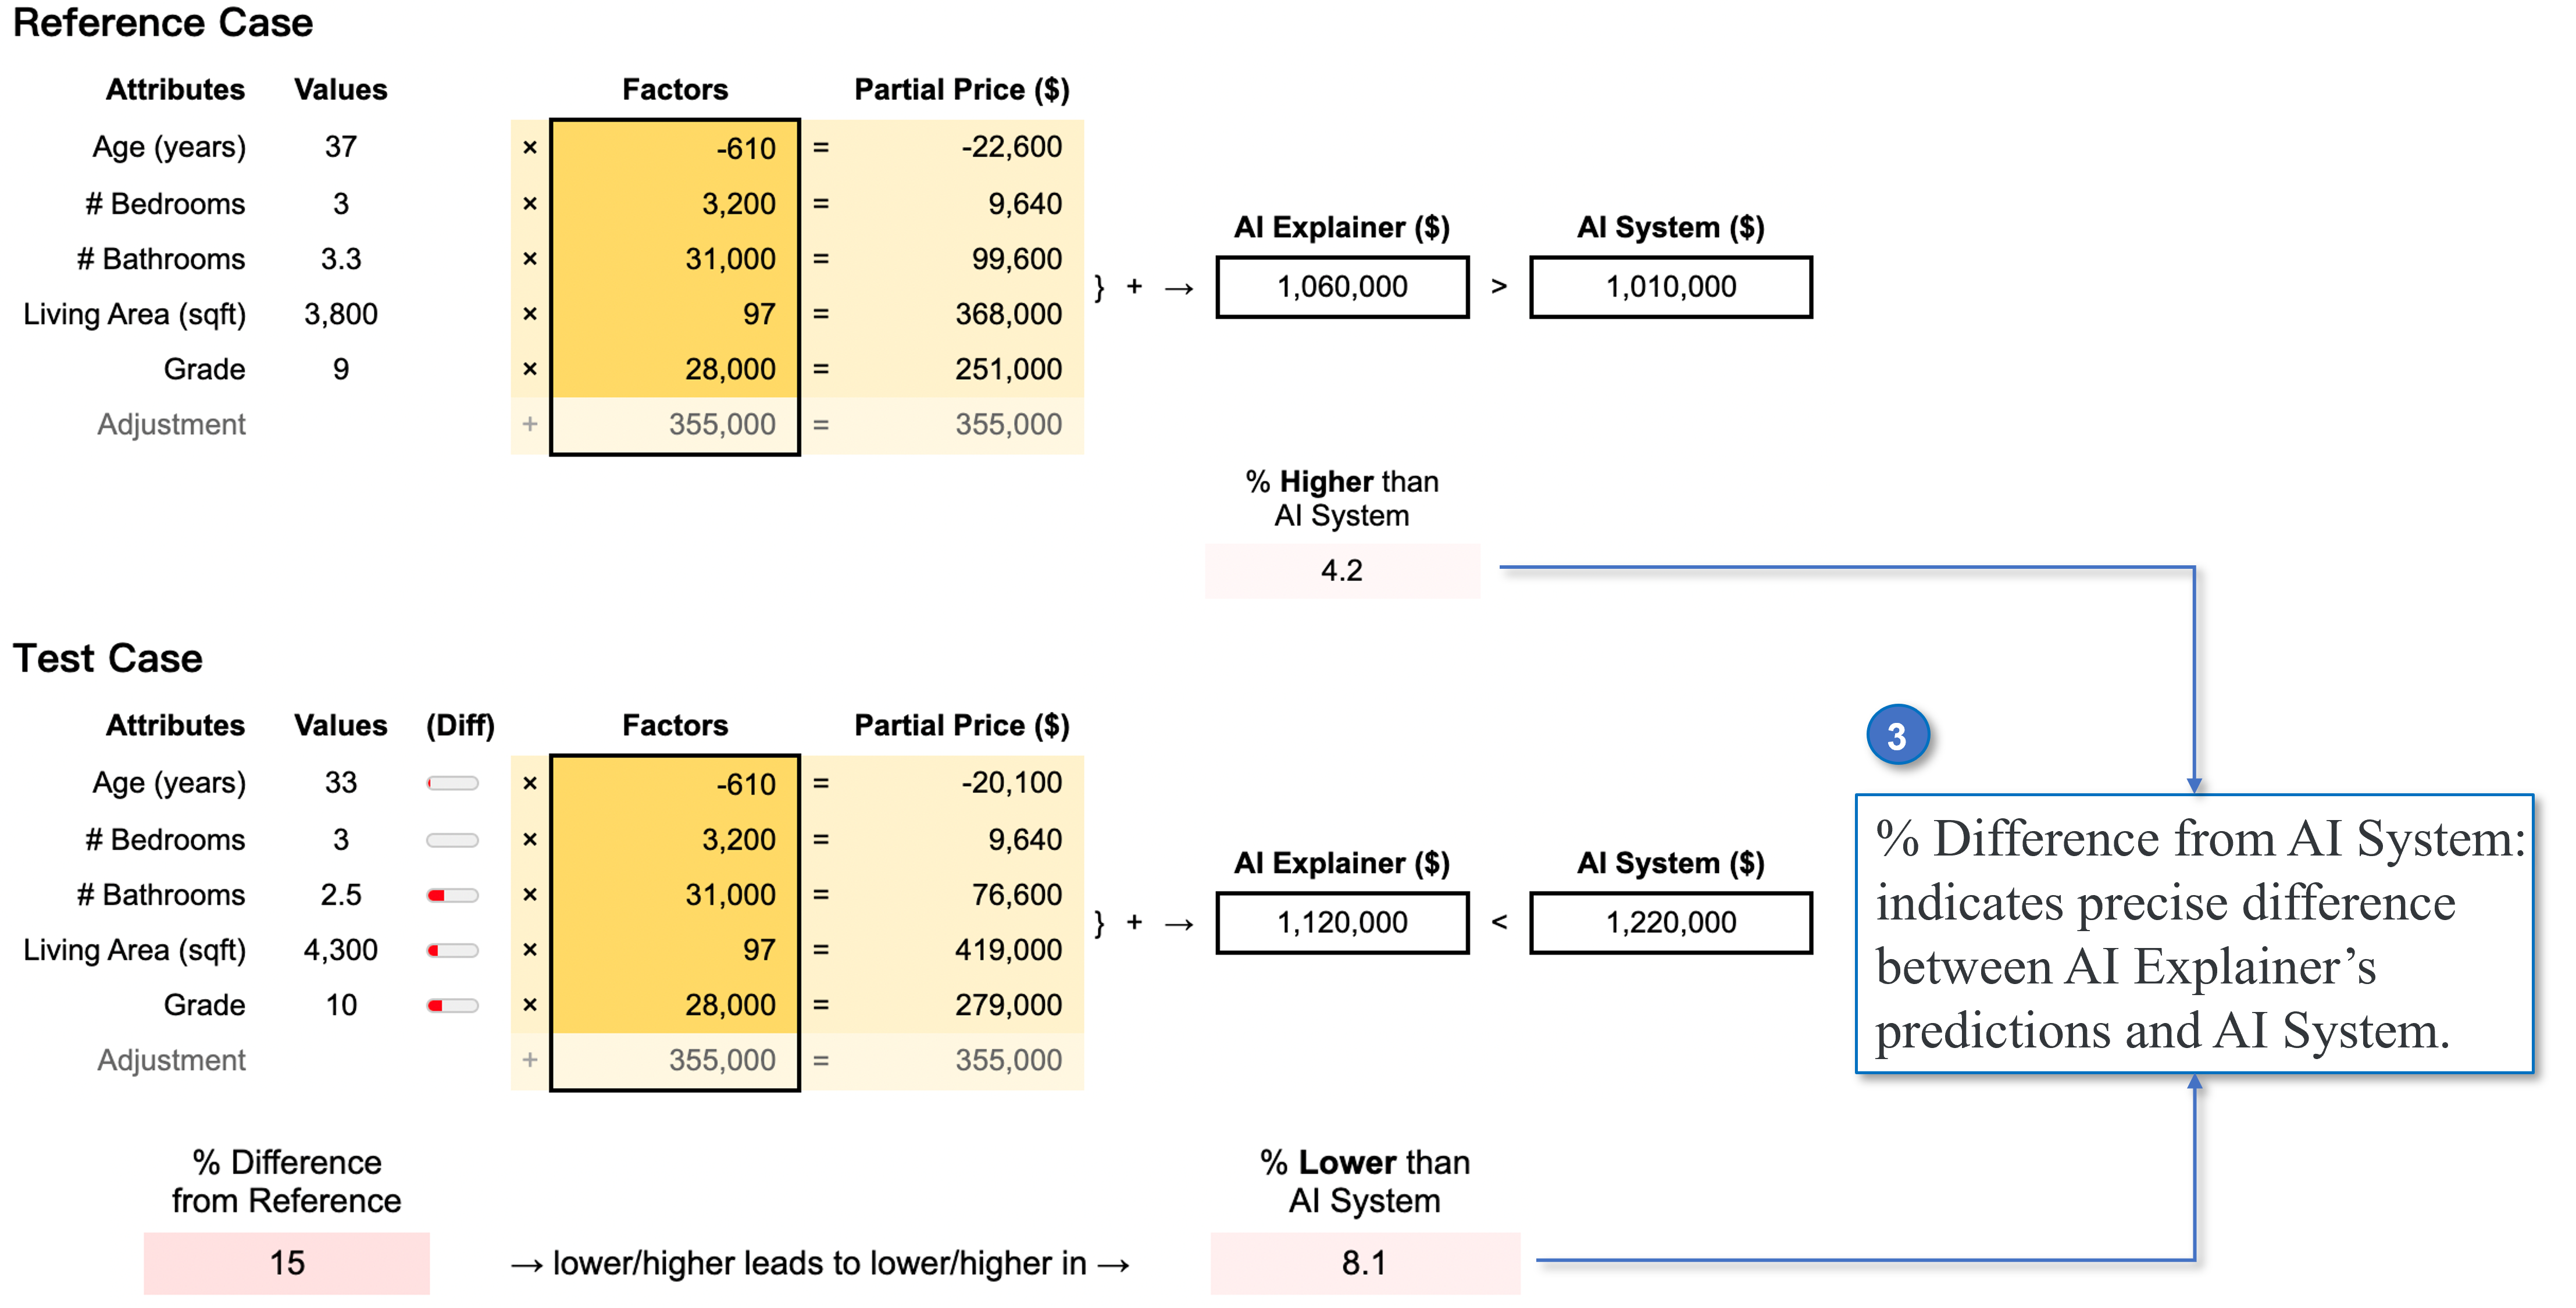 Reference Case
Attributes Values Factors Partial Price ($)
Age (years) 37 × -610 = -22,600
# Bedrooms 3 × 3,200 = 9,640
# Bathrooms 3.3 × 31,000 = 99,600
Living Area (sqft) 3,800 × 97 = 368,000
Grade 9 × 28,000 = 251,000
Adjustment + 355,000 = 355,000
AI Explainer ($) AI System ($)
} + → 1,060,000 > 1,010,000
% Higher than
AI System
4.2
Test Case
Attributes Values (Diff) Factors Partial Price ($)
Age (years) 33 × -610 = -20,100
# Bedrooms 3 × 3,200 = 9,640
# Bathrooms 2.5 × 31,000 = 76,600
Living Area (sqft) 4,300 × 97 = 419,000
Grade 10 × 28,000 = 279,000
Adjustment + 355,000 = 355,000
AI Explainer ($) AI System ($)
} + → 1,120,000 < 1,220,000
3
% Difference from AI System:
indicates precise difference
between AI Explainer’s
predictions and AI System.
% Difference
from Reference
15
→ lower/higher leads to lower/higher in →
% Lower than
AI System
8.1